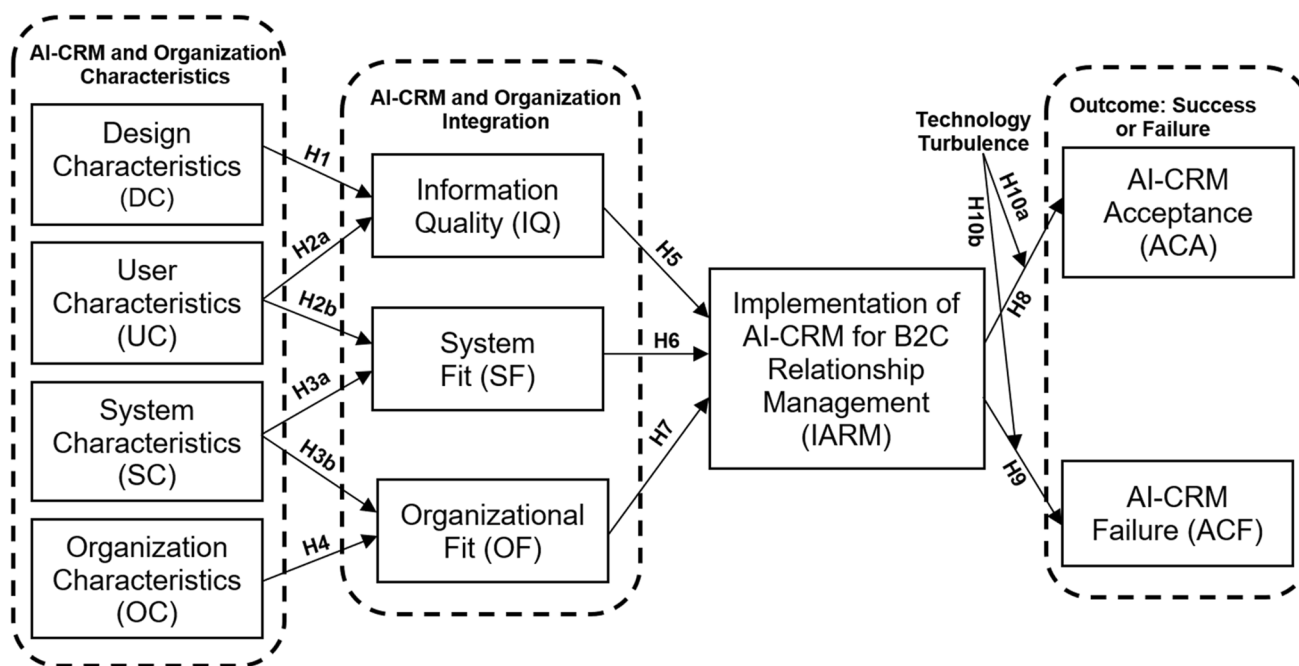 AI-CRM and Organization
Characteristics
Design
Characteristics
(DC)
User
Characteristics
(UC)
System
Characteristics
(SC)
Organization
Characteristics
(OC)
H1
H2a
H2b
H3a
H3b
H4
AI-CRM and Organization
Integration
Information
Quality (IQ)
System
Fit (SF)
Organizational
Fit (OF)
H5
H6
H7
Implementation of
AI-CRM for B2C
Relationship
Management
(IARM)
Technology
Turbulence
H10a
H10b
H8
H9
Outcome: Success
or Failure
AI-CRM
Acceptance
(ACA)
AI-CRM
Failure (ACF)